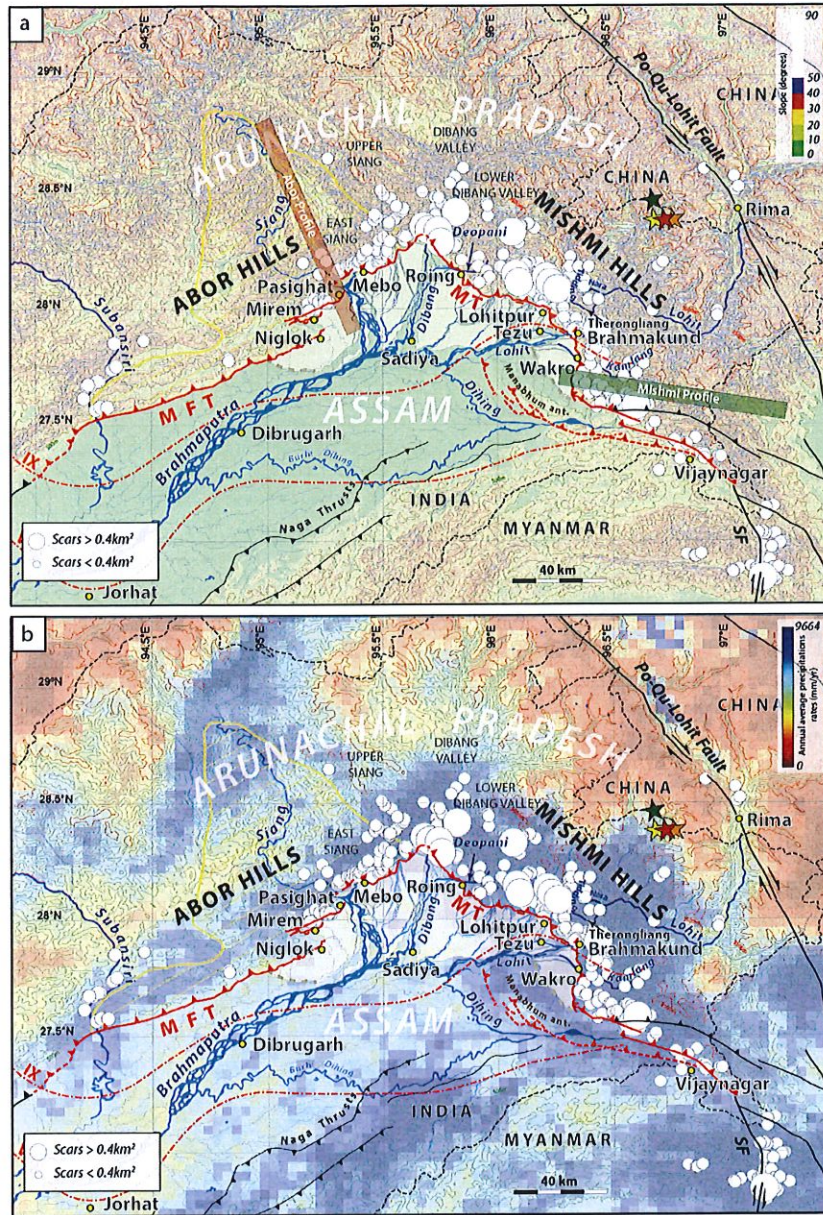 a
94.5°E
95°E
95.5°E
96°E
96.5°E
97°E
90
50
40
30
20
10
0
Slope (degrees)
29°N
28.5°N
28°N
27.5°N
CHINA
Po-Qu-Lohit Fault
ARUNACHAL PRADESH
UPPER
SIANG
DIBANG
VALLEY
LOWER
DIBANG VALLEY
CHINA
Rima
Siang
Abor Profile
EAST
SIANG
Deopani
MISHMI HILLS
ABOR HILLS
Subansiri
Pasighat
Mebo
Roing
MT
Mirem
Niglok
Dibang
Lohitpur
Tezu
Tidding
Lohit
Therongliang
Brahmakund
Sadiya
Lohit
Wakro
Kamlang
Manabhum ant.
Mishmi Profile
MFT
ASSAM
Dihing
Brahmaputra
Dibrugarh
Burhi Dihing
IX
Vijaynagar
INDIA
Naga Thrusts
MYANMAR
SF
Scars > 0.4km²
Scars < 0.4km²
40 km
Jorhat
b
94.5°E
95°E
95.5°E
96°E
96.5°E
97°E
9664
0
Annual average precipitations
rates (mm/yr)
29°N
28.5°N
28°N
27.5°N
CHINA
Po-Qu-Lohit Fault
ARUNACHAL PRADESH
UPPER
SIANG
DIBANG
VALLEY
LOWER
DIBANG VALLEY
CHINA
Rima
Siang
EAST
SIANG
Deopani
MISHMI HILLS
ABOR HILLS
Subansiri
Pasighat
Mebo
Roing
MT
Mirem
Niglok
Dibang
Lohitpur
Tezu
Lohit
Therongliang
Brahmakund
Sadiya
Lohit
Wakro
Kamlang
Manabhum ant.
MFT
ASSAM
Dihing
Brahmaputra
Dibrugarh
Burhi Dihing
IX
Vijaynagar
INDIA
Naga Thrusts
MYANMAR
SF
Scars > 0.4km²
Scars < 0.4km²
40 km
Jorhat